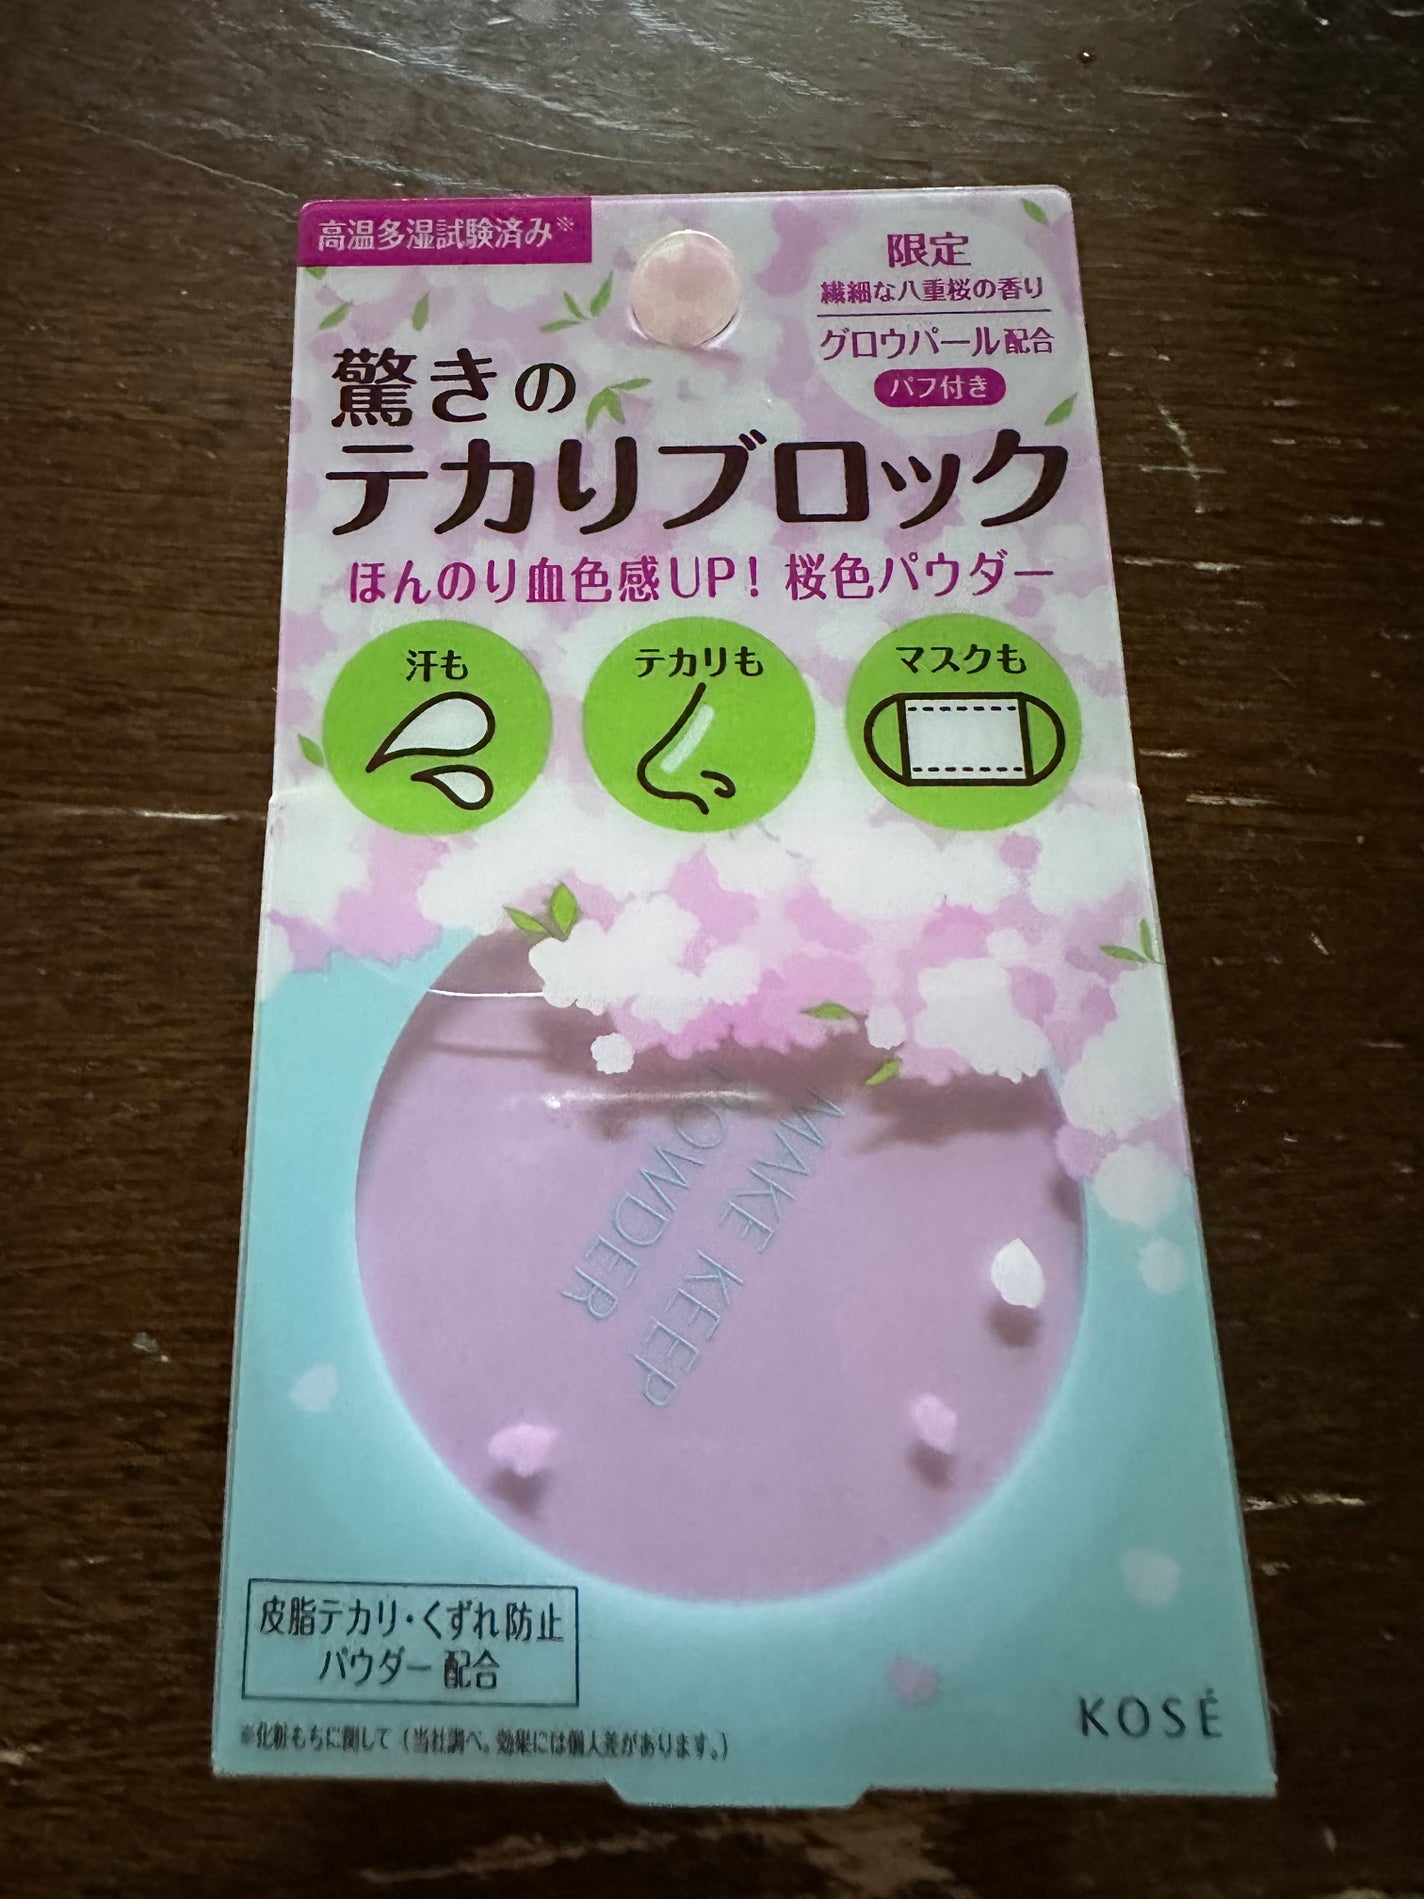 高温多湿試験済み※
限定
繊細な八重桜の香り
グロウパール配合
パフ付き
驚きの
テカリブロック
ほんのり血色感UP! 桜色パウダー
汗も
テカリも
マスクも
MAKE KEEP
POWDER
皮脂テカリ・くずれ防止
パウダー配合
※化粧もちに関して（当社調べ。効果には個人差があります。）
KOSÉ